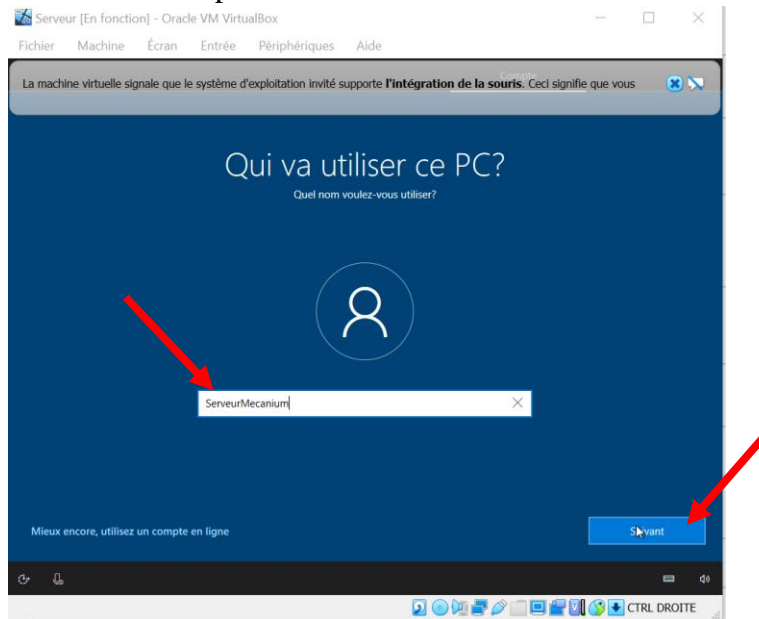 Serveur [En fonction] - Oracle VM VirtualBox
Fichier Machine Écran Entrée Périphériques Aide
Compte
La machine virtuelle signale que le système d'exploitation invité supporte l'intégration de la souris. Ceci signifie que vous
Qui va utiliser ce PC?
Quel nom voulez-vous utiliser?
ServeurMecanium
Mieux encore, utilisez un compte en ligne
Suivant
CTRL DROITE